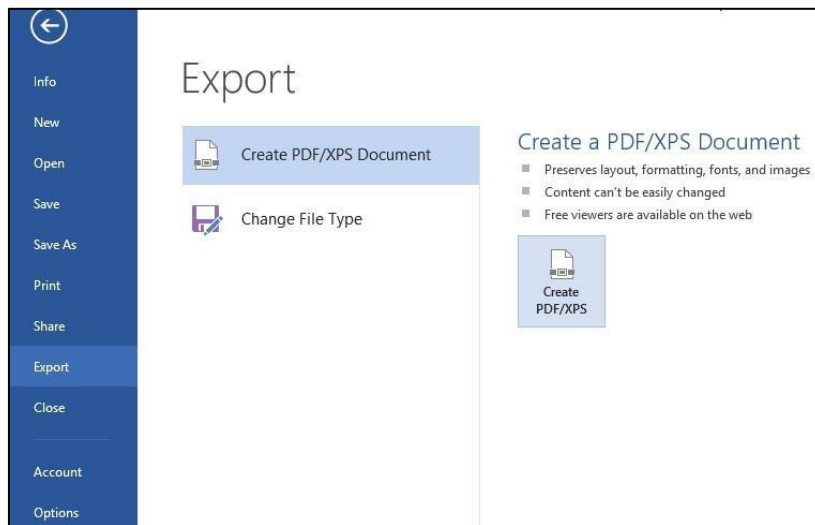 Info
New
Open
Save
Save As
Print
Share
Export
Close
Account
Options
Export
Create PDF/XPS Document
Change File Type
Create a PDF/XPS Document
Preserves layout, formatting, fonts, and images
Content can't be easily changed
Free viewers are available on the web
Create
PDF/XPS